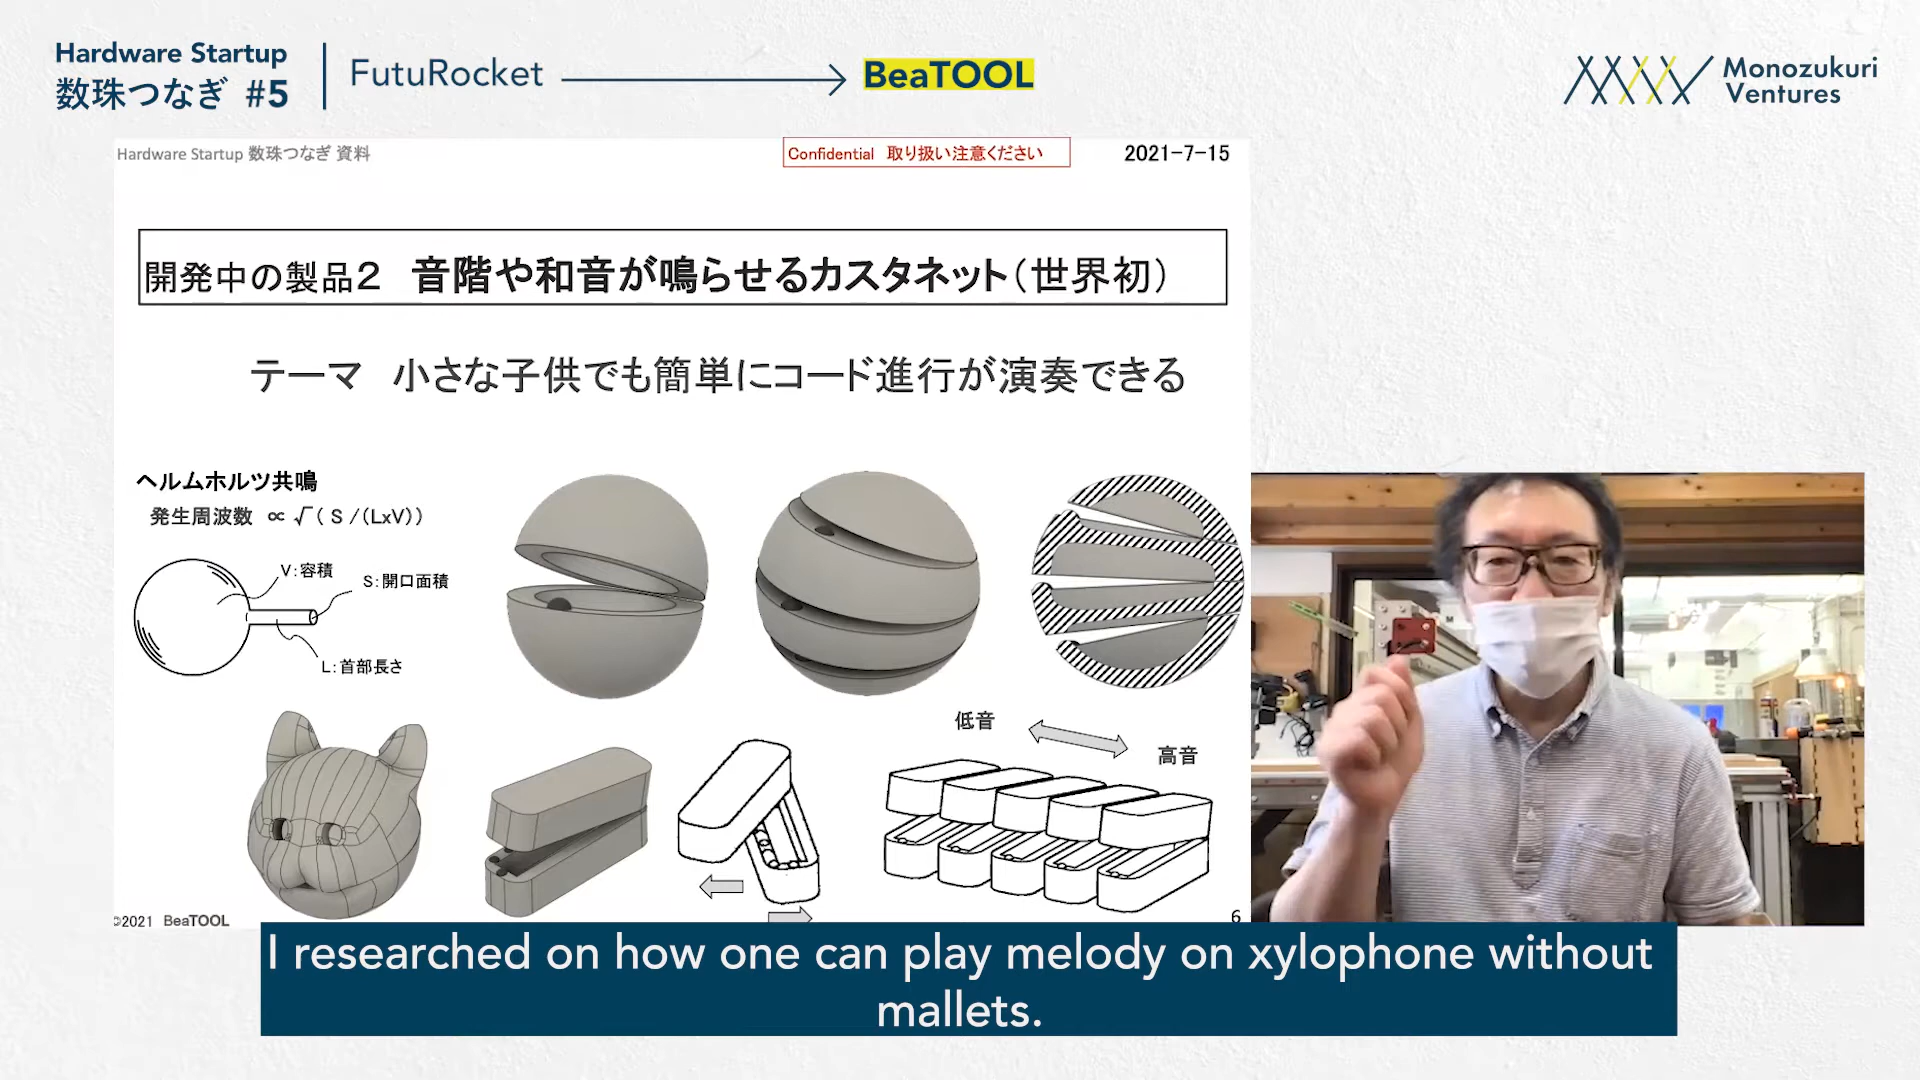 Hardware Startup
数珠つなぎ #5
FutuRocket
BeaTOOL
Monozukuri
Ventures
Hardware Startup 数珠つなぎ 資料
Confidential 取り扱い注意ください
2021-7-15
開発中の製品2 音階や和音が鳴らせるカスタネット(世界初)
テーマ 小さな子供でも簡単にコード進行が演奏できる
ヘルムホルツ共鳴
発生周波数 ∝ √( S /(LxV))
V:容積
S:開口面積
L:首部長さ
低音
高音
©2021 BeaTOOL
6
I researched on how one can play melody on xylophone without
mallets.